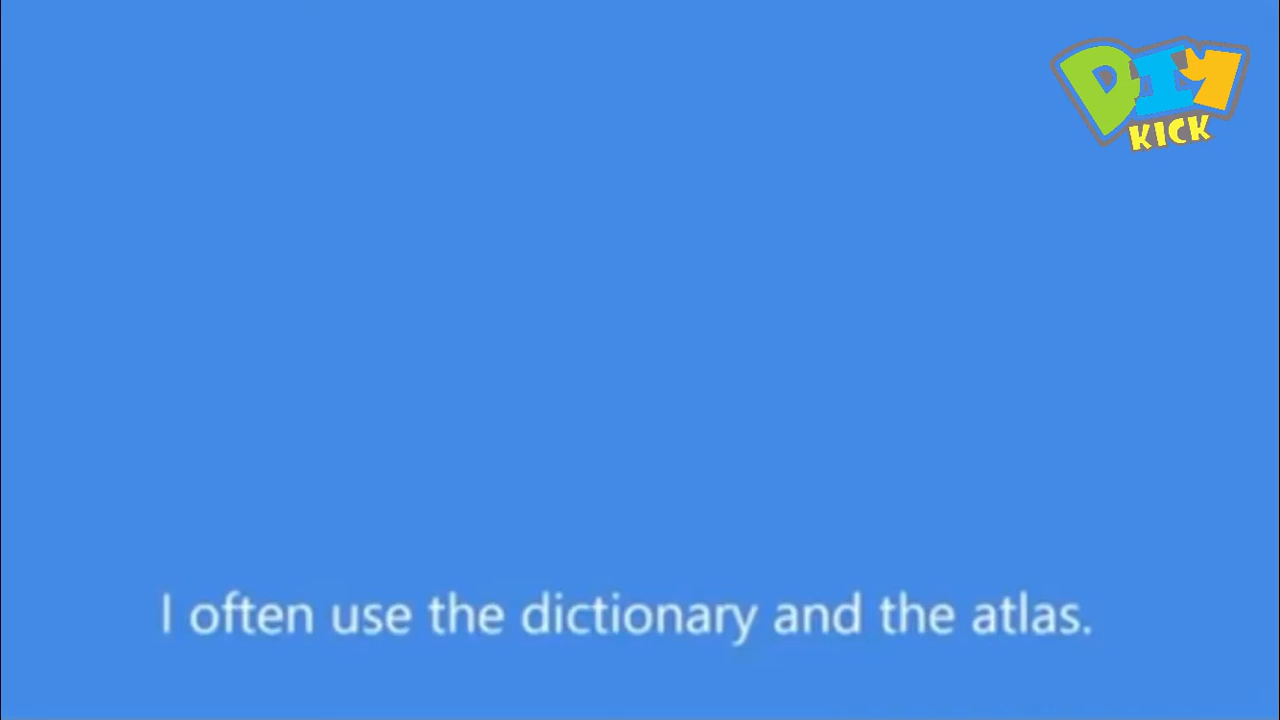 DIY
KICK
I often use the dictionary and the atlas.